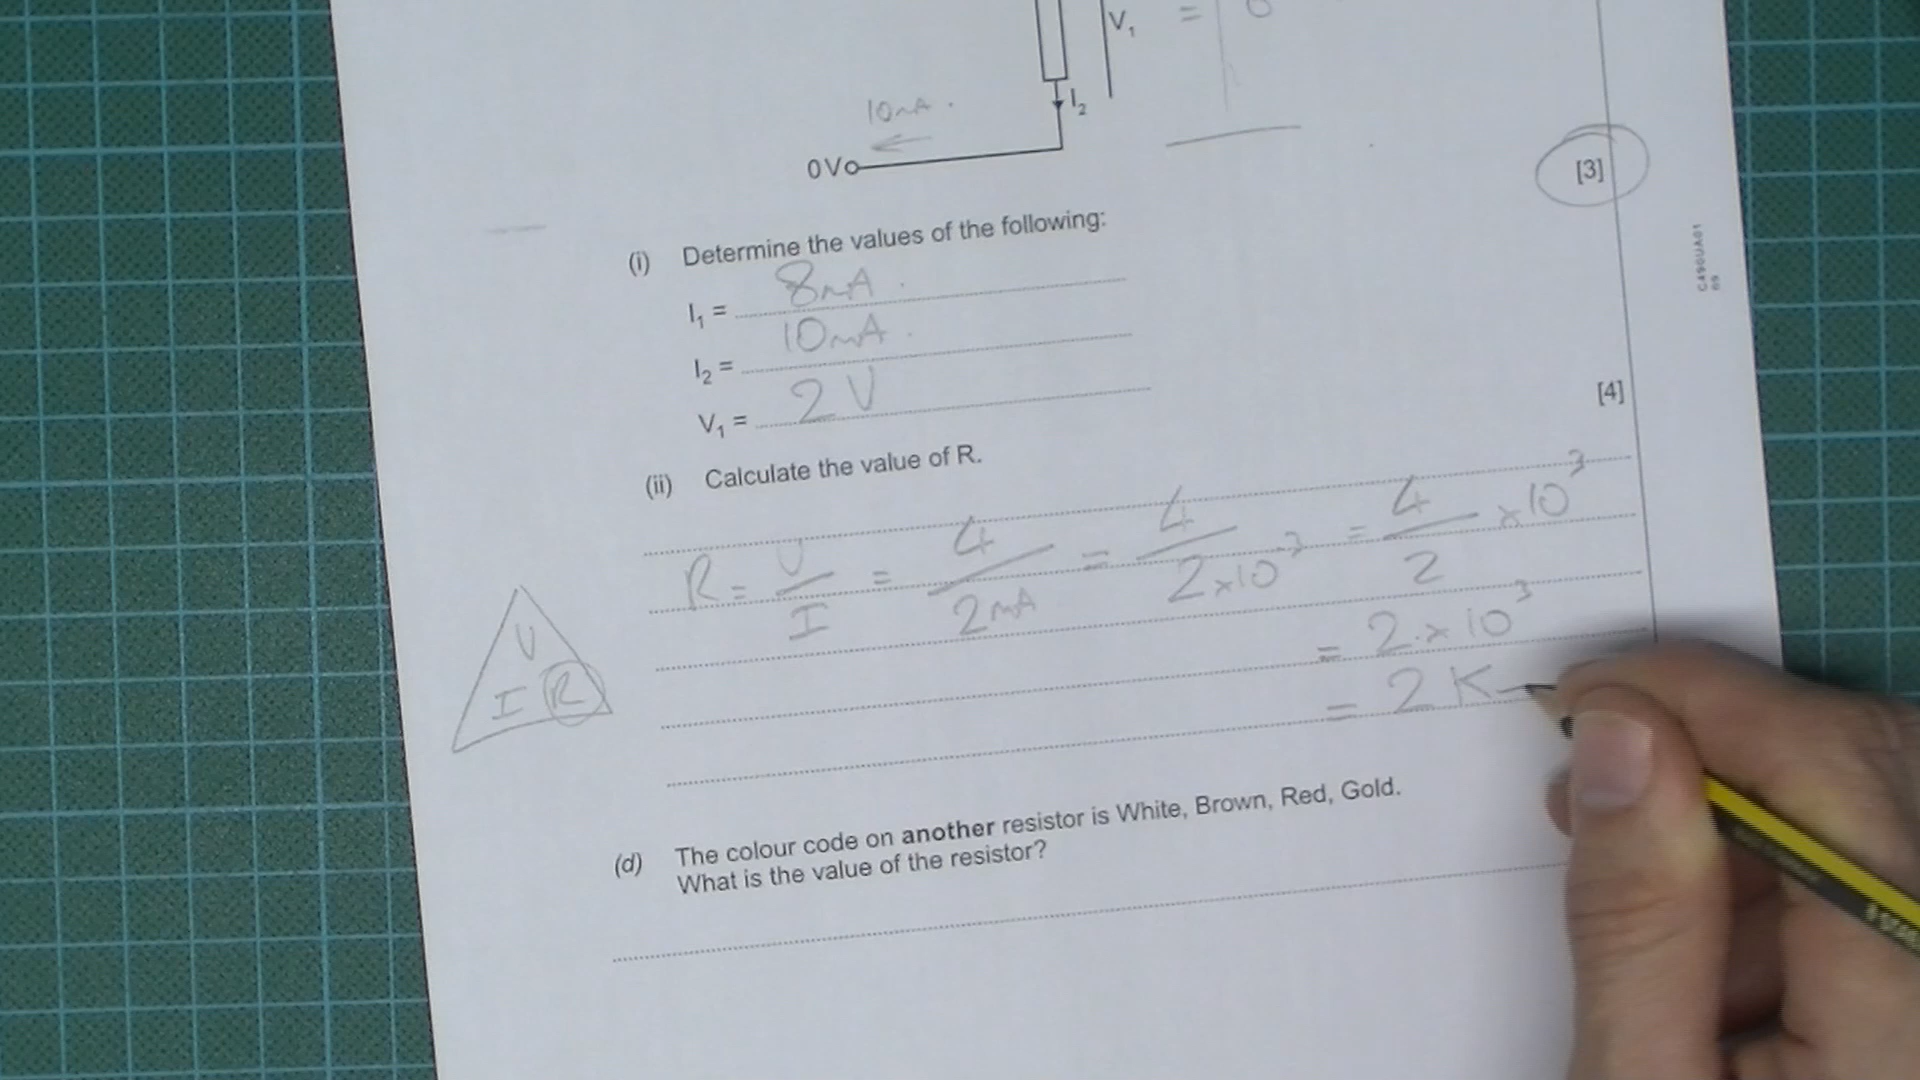 V1 =
10mA.
I2
0V
[3]
(i) Determine the values of the following:
I1 = 8mA.
I2 = 10mA.
V1 = 2V
[4]
(ii) Calculate the value of R.
R = V/I = 4/2mA = 4/2×10⁻³ = 4/2 ×10³
= 2×10³
= 2K
V
I R
(d) The colour code on another resistor is White, Brown, Red, Gold.
What is the value of the resistor?
C490UA01
09